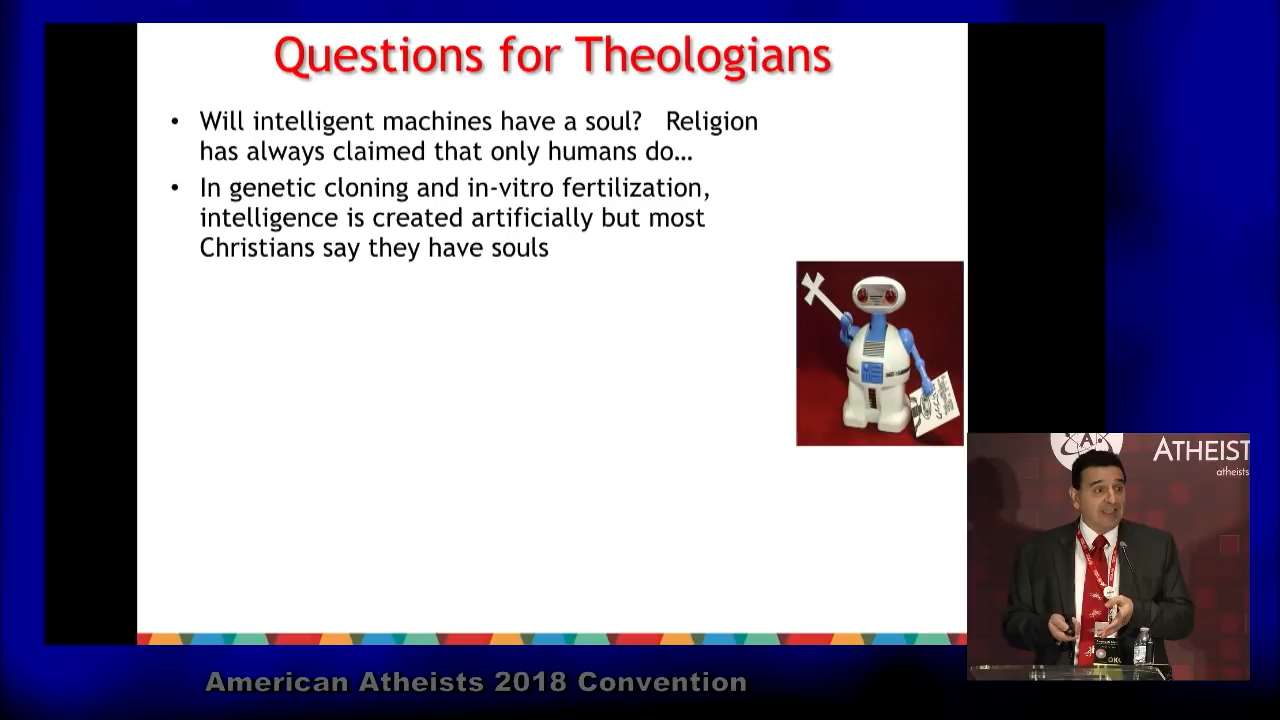 Questions for Theologians
• Will intelligent machines have a soul? Religion
has always claimed that only humans do…
• In genetic cloning and in-vitro fertilization,
intelligence is created artificially but most
Christians say they have souls
A
ATHEIST
atheists
American Atheists 2018 Convention